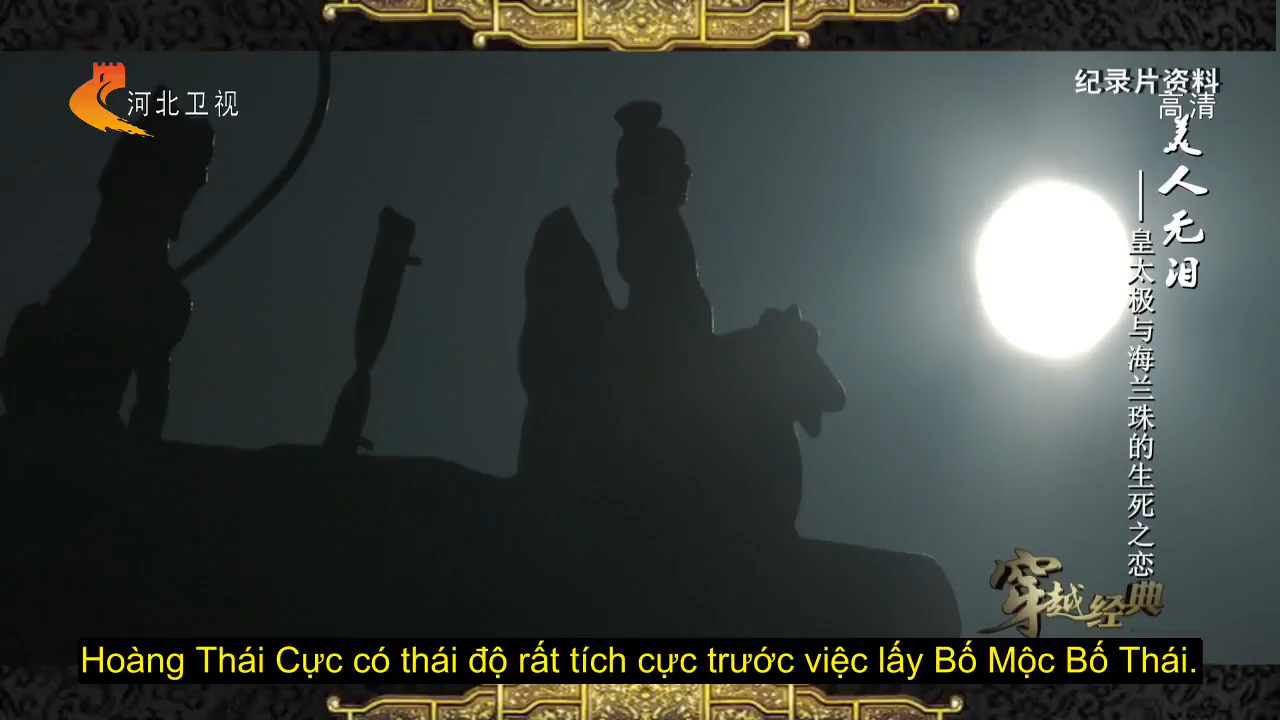 河北卫视
纪录片资料
高清
美人无泪
——皇太极与海兰珠的生死之恋
穿越经典
Hoàng Thái Cực có thái độ rất tích cực trước việc lấy Bố Mộc Bố Thái.